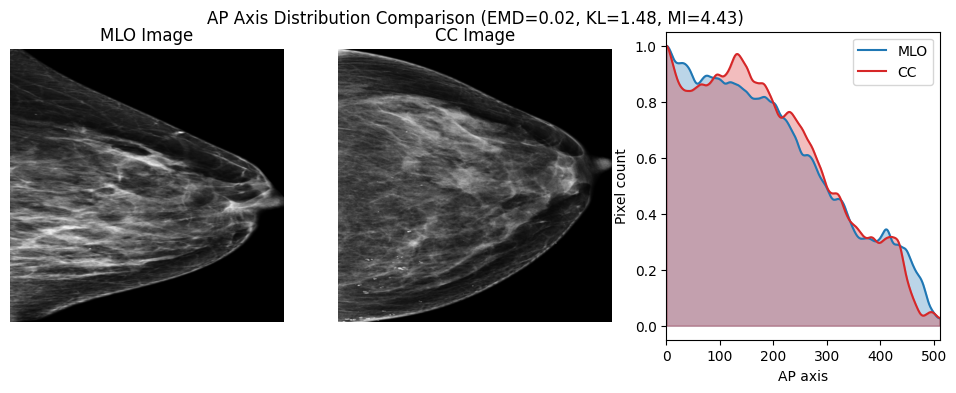 AP Axis Distribution Comparison (EMD=0.02, KL=1.48, MI=4.43)
MLO Image
CC Image
MLO
CC
Pixel count
1.0
0.8
0.6
0.4
0.2
0.0
0 100 200 300 400 500
AP axis